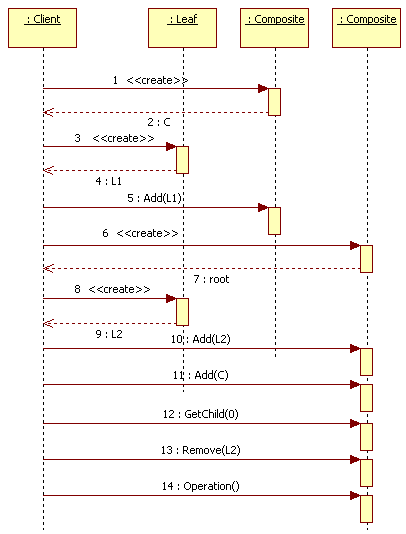 : Client
: Leaf
: Composite
: Composite
1 <<create>>
2 : C
3 <<create>>
4 : L1
5 : Add(L1)
6 <<create>>
7 : root
8 <<create>>
9 : L2
10 : Add(L2)
11 : Add(C)
12 : GetChild(0)
13 : Remove(L2)
14 : Operation()